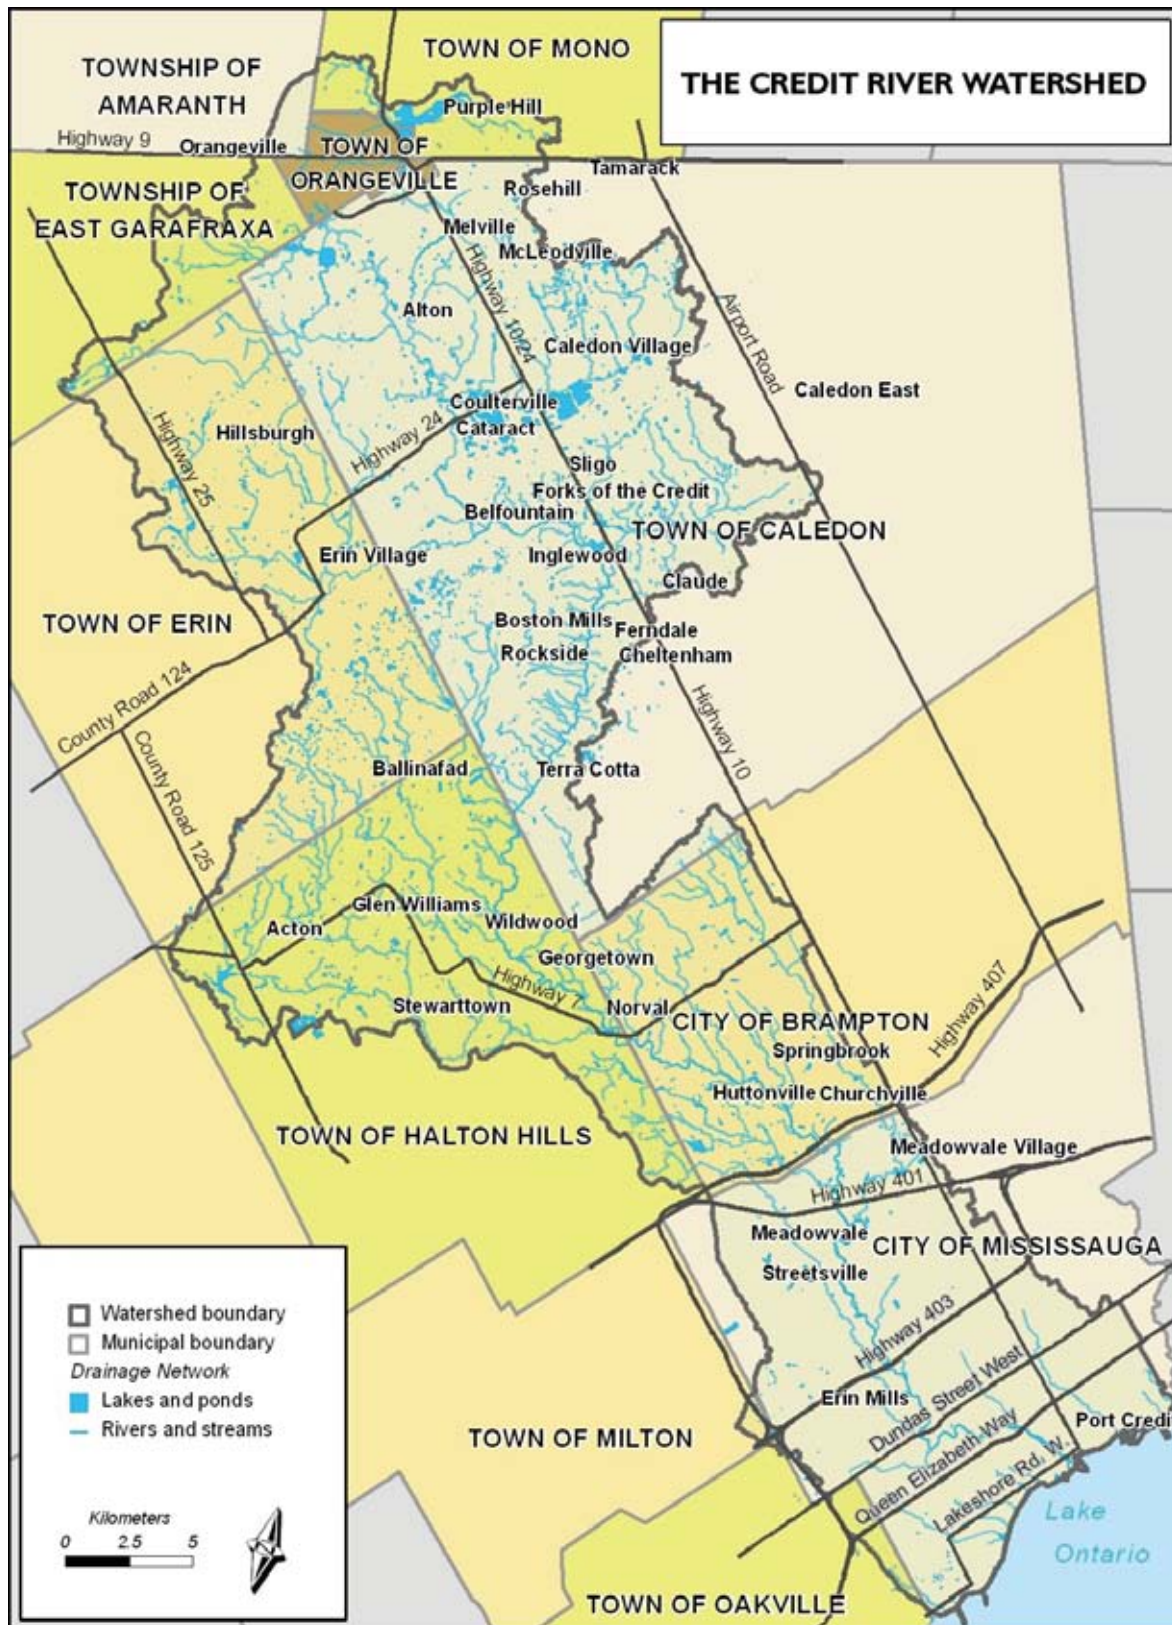 THE CREDIT RIVER WATERSHED
TOWN OF MONO
TOWNSHIP OF
AMARANTH
Purple Hill
Highway 9
Orangeville
TOWN OF
ORANGEVILLE
Tamarack
Rosehill
TOWNSHIP OF
EAST GARAFRAXA
Melville
McLeodville
Highway 10/24
Airport Road
Alton
Caledon Village
Caledon East
Coulterville
Cataract
Highway 24
Hillsburgh
Highway 25
Sligo
Forks of the Credit
Belfountain
TOWN OF CALEDON
Erin Village
Inglewood
Claude
TOWN OF ERIN
Boston Mills
Ferndale
Rockside
Cheltenham
County Road 124
Highway 10
County Road 125
Ballinafad
Terra Cotta
Glen Williams
Acton
Wildwood
Georgetown
Highway 7
Stewarttown
Norval
CITY OF BRAMPTON
Highway 407
Springbrook
Huttonville
Churchville
TOWN OF HALTON HILLS
Meadowvale Village
Highway 401
Meadowvale
CITY OF MISSISSAUGA
Streetsville
Highway 403
Erin Mills
Dundas Street West
Port Credi
Queen Elizabeth Way
Lakeshore Rd. W.
TOWN OF MILTON
Lake
Ontario
TOWN OF OAKVILLE
Watershed boundary
Municipal boundary
Drainage Network
Lakes and ponds
Rivers and streams
Kilometers
0 2.5 5